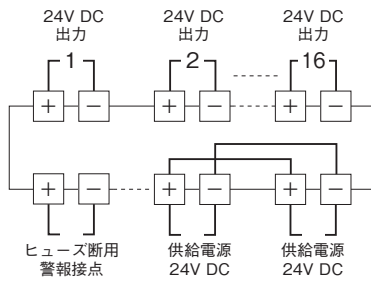 24V DC 24V DC 24V DC
出力 出力 出力
1 2 16
+ − + − + −
+ − + − + −
ヒューズ断用 供給電源 供給電源
警報接点 24V DC 24V DC